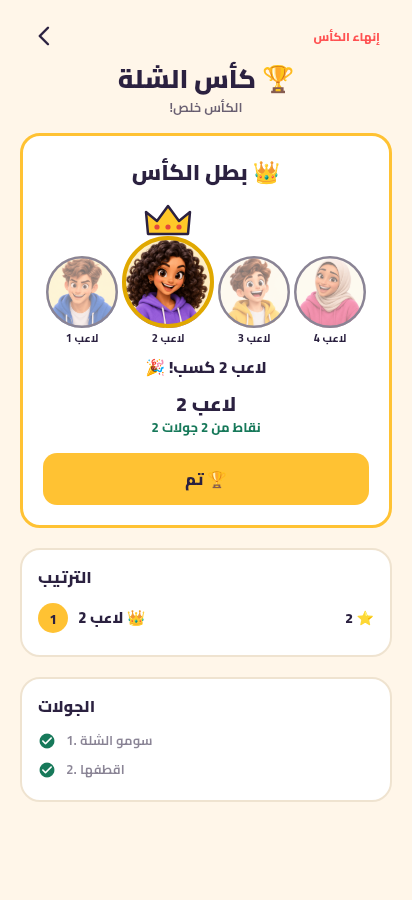 إنهاء الكأس
🏆 كأس الشلة
الكأس خلص!
👑 بطل الكأس
لاعب 1
لاعب 2
لاعب 3
لاعب 4
لاعب 2 كسب! 🎉
لاعب 2
2 نقاط من 2 جولات
🏆 تم
الترتيب
1
👑 لاعب 2
⭐ 2
الجولات
1. سومو الشلة
2. اقطفها